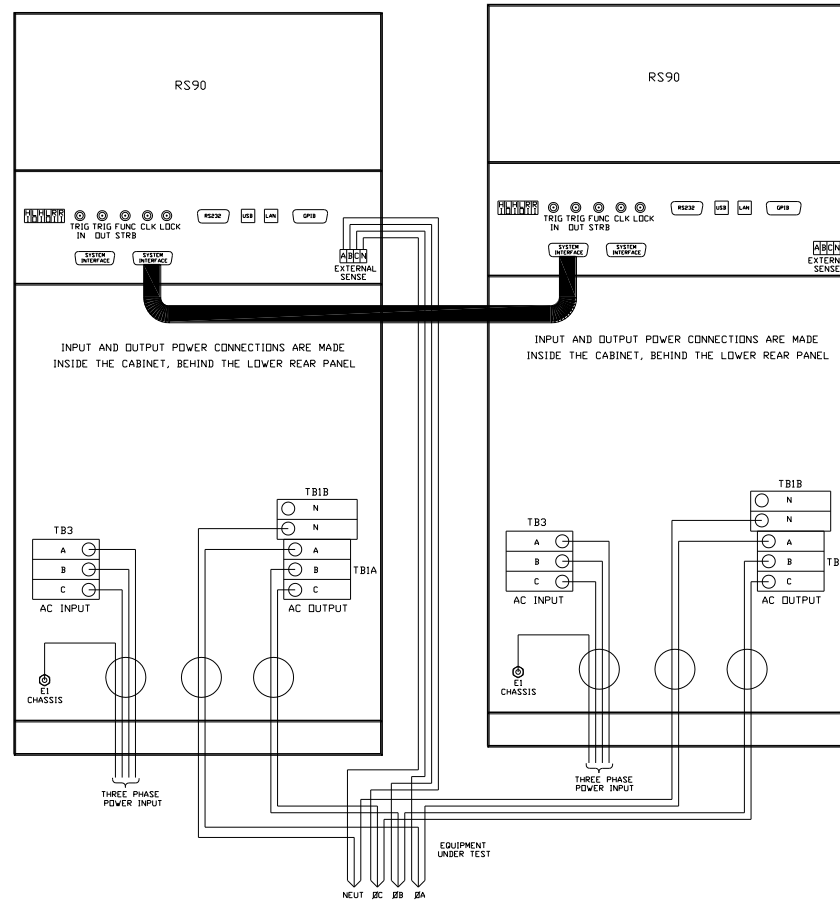 RS90
HLHLRR
IOIOII
TRIG TRIG FUNC CLK LOCK
IN OUT STRB
RS232 USB LAN GPIB
SYSTEM INTERFACE
SYSTEM INTERFACE
A B C N
EXTERNAL
SENSE
INPUT AND OUTPUT POWER CONNECTIONS ARE MADE
INSIDE THE CABINET, BEHIND THE LOWER REAR PANEL
TB1B
N
N
TB3
A
B
C
AC INPUT
A
B
C
TB1A
AC OUTPUT
E1
CHASSIS
THREE PHASE
POWER INPUT
RS90
HLHLRR
IOIOII
TRIG TRIG FUNC CLK LOCK
IN OUT STRB
RS232 USB LAN GPIB
SYSTEM INTERFACE
SYSTEM INTERFACE
A B C N
EXTERN
SENSE
INPUT AND OUTPUT POWER CONNECTIONS ARE MADE
INSIDE THE CABINET, BEHIND THE LOWER REAR PANEL
TB1B
N
N
TB3
A
B
C
AC INPUT
A
B
C
TB
AC OUTPUT
E1
CHASSIS
THREE PHASE
POWER INPUT
EQUIPMENT
UNDER TEST
NEUT ØC ØB ØA